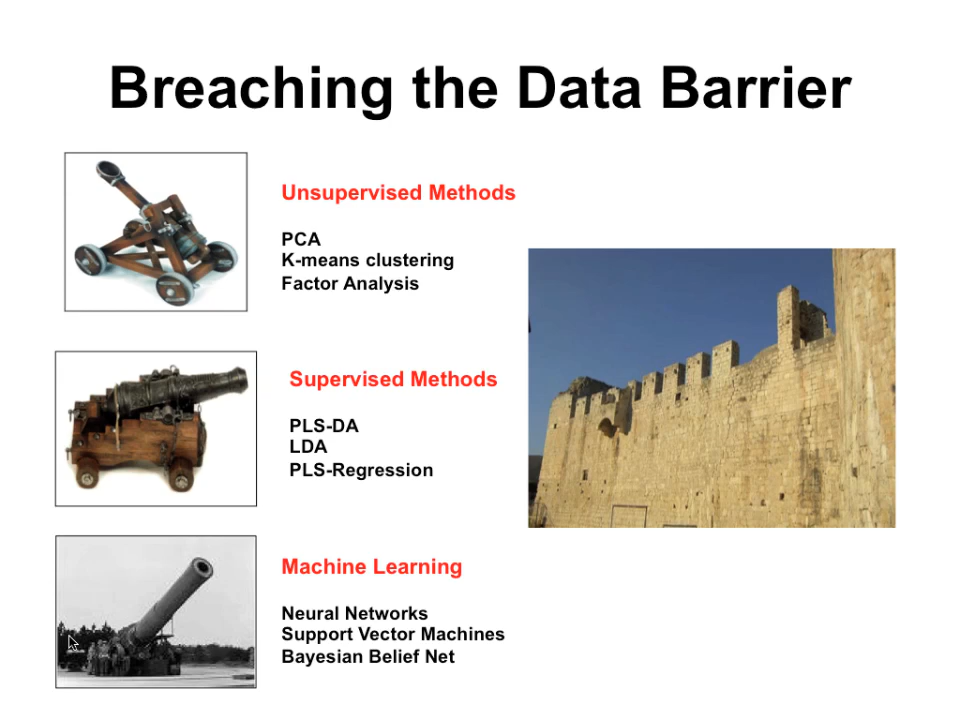 Breaching the Data Barrier
Unsupervised Methods
PCA
K-means clustering
Factor Analysis
Supervised Methods
PLS-DA
LDA
PLS-Regression
Machine Learning
Neural Networks
Support Vector Machines
Bayesian Belief Net